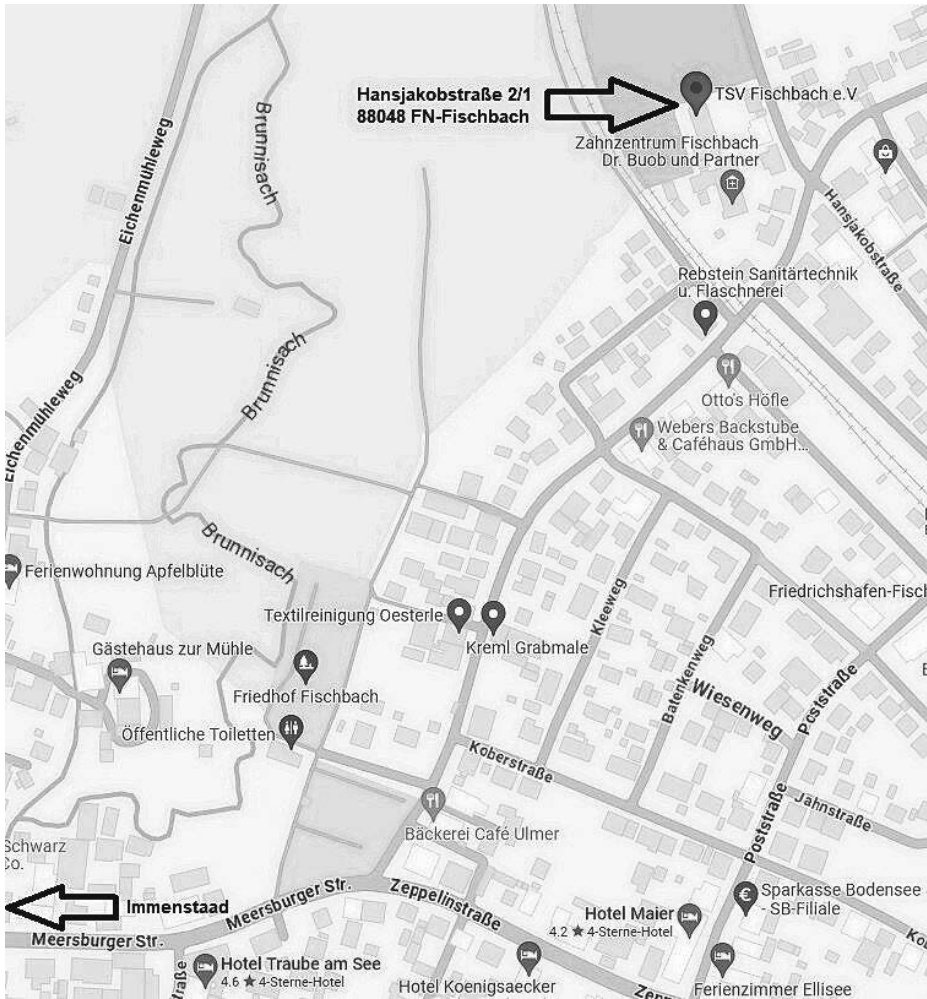 Hansjakobstraße 2/1
88048 FN-Fischbach
TSV Fischbach e.V
Zahnzentrum Fischbach
Dr. Buob und Partner
Brunnisach
Eichenmühleweg
Hansjakobstraße
Rebstein Sanitärtechnik
u. Flaschnerei
Brunnisach
Otto's Höfle
Eichenmühleweg
Webers Backstube
& Caféhaus GmbH...
Brunnisach
Ferienwohnung Apfelblüte
Friedrichshafen-Fisch
Textilreinigung Oesterle
Kleeweg
Kreml Grabmale
Gästehaus zur Mühle
Batenkenweg
Wiesenweg
Poststraße
Friedhof Fischbach
Öffentliche Toiletten
Koberstraße
Jahnstraße
Poststraße
Bäckerei Café Ulmer
Schwarz
Co.
Immenstaad
Meersburger Str.
Zeppelinstraße
Sparkasse Bodensee
- SB-Filiale
Hotel Maier
4.2 ★ 4-Sterne-Hotel
Meersburger Str.
Hotel Traube am See
4.6 ★ 4-Sterne-Hotel
Hotel Koenigsaecker
Ferienzimmer Ellisee